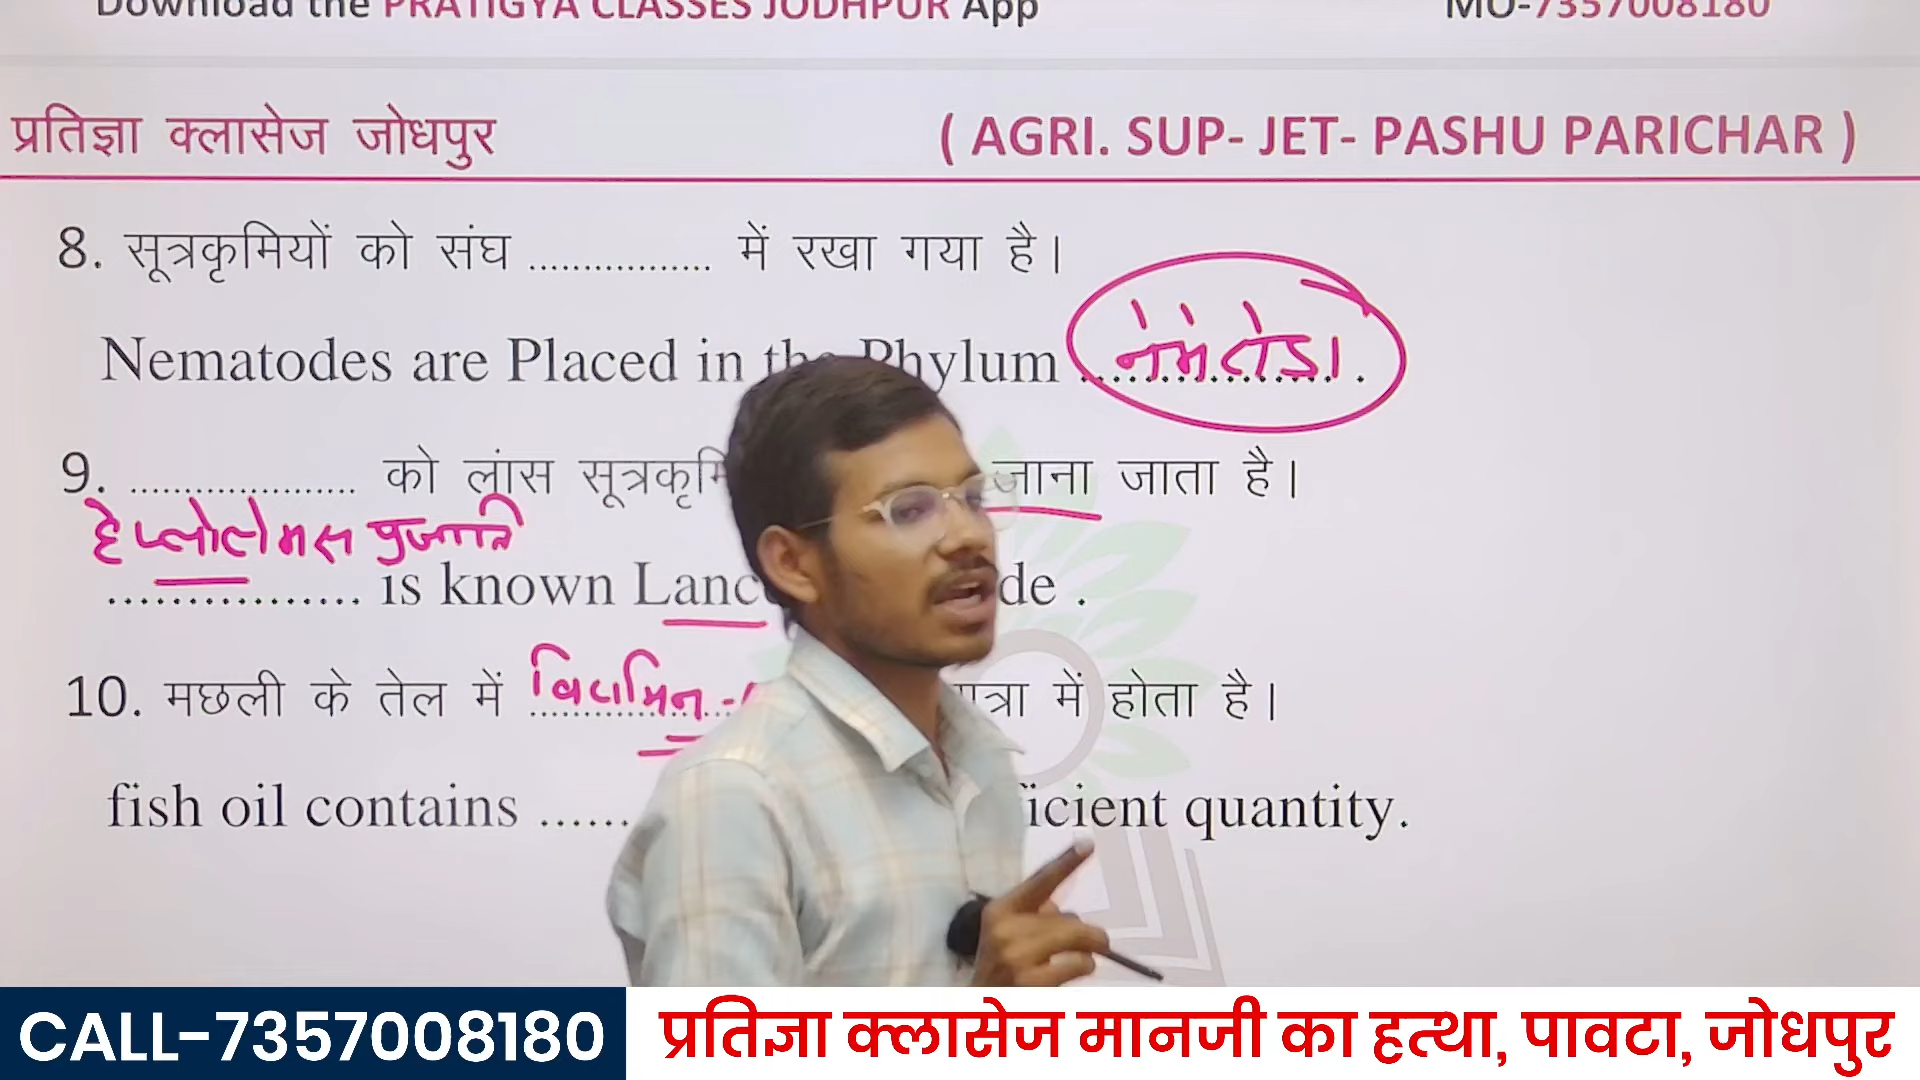 Download the PRATIGYA CLASSES JODHPUR App MO-7357008180
प्रतिज्ञा क्लासेज जोधपुर ( AGRI. SUP- JET- PASHU PARICHAR )
8. सूत्रकृमियों को संघ ................. में रखा गया है।
Nematodes are Placed in the Phylum ................... .
नेमेटोडा
9. ..................... को लांस सूत्रकृमि जाना जाता है।
हेप्लोलेमस प्रजाति
................ is known Lance de .
10. मछली के तेल में विटामिन- मात्रा में होता है।
fish oil contains ...... icient quantity.
CALL-7357008180 प्रतिज्ञा क्लासेज मानजी का हत्था, पावटा, जोधपुर